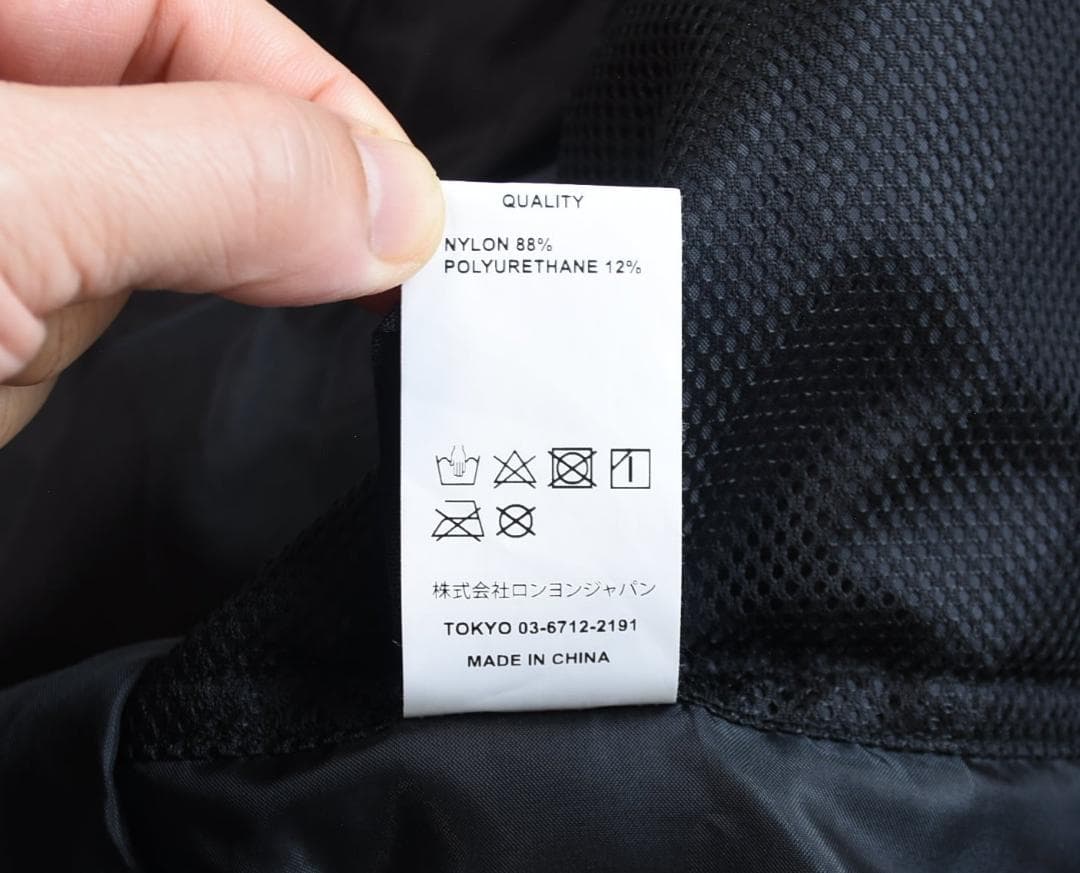 QUALITY
NYLON 88%
POLYURETHANE 12%
株式会社ロンヨンジャパン
TOKYO 03-6712-2191
MADE IN CHINA